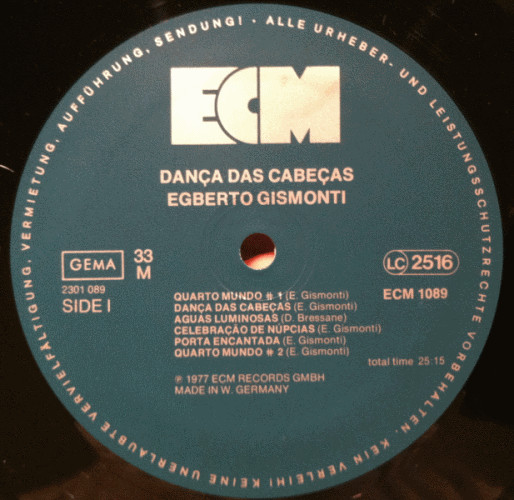 ECM
DANÇA DAS CABEÇAS
EGBERTO GISMONTI
GEMA
33
M
2301 089
SIDE I
LC 2516
ECM 1089
QUARTO MUNDO # 1 (E. Gismonti)
DANÇA DAS CABEÇAS (E. Gismonti)
AGUAS LUMINOSAS (D. Bressane)
CELEBRAÇÃO DE NÚPCIAS (E. Gismonti)
PORTA ENCANTADA (E. Gismonti)
QUARTO MUNDO # 2 (E. Gismonti)
total time 25:15
℗ 1977 ECM RECORDS GMBH
MADE IN W. GERMANY
ALLE URHEBER- UND LEISTUNGSSCHUTZRECHTE VORBEHALTEN. KEIN VERLEIH! KEINE UNERLAUBTE VERVIELFÄLTIGUNG, VERMIETUNG, AUFFÜHRUNG, SENDUNG! ·